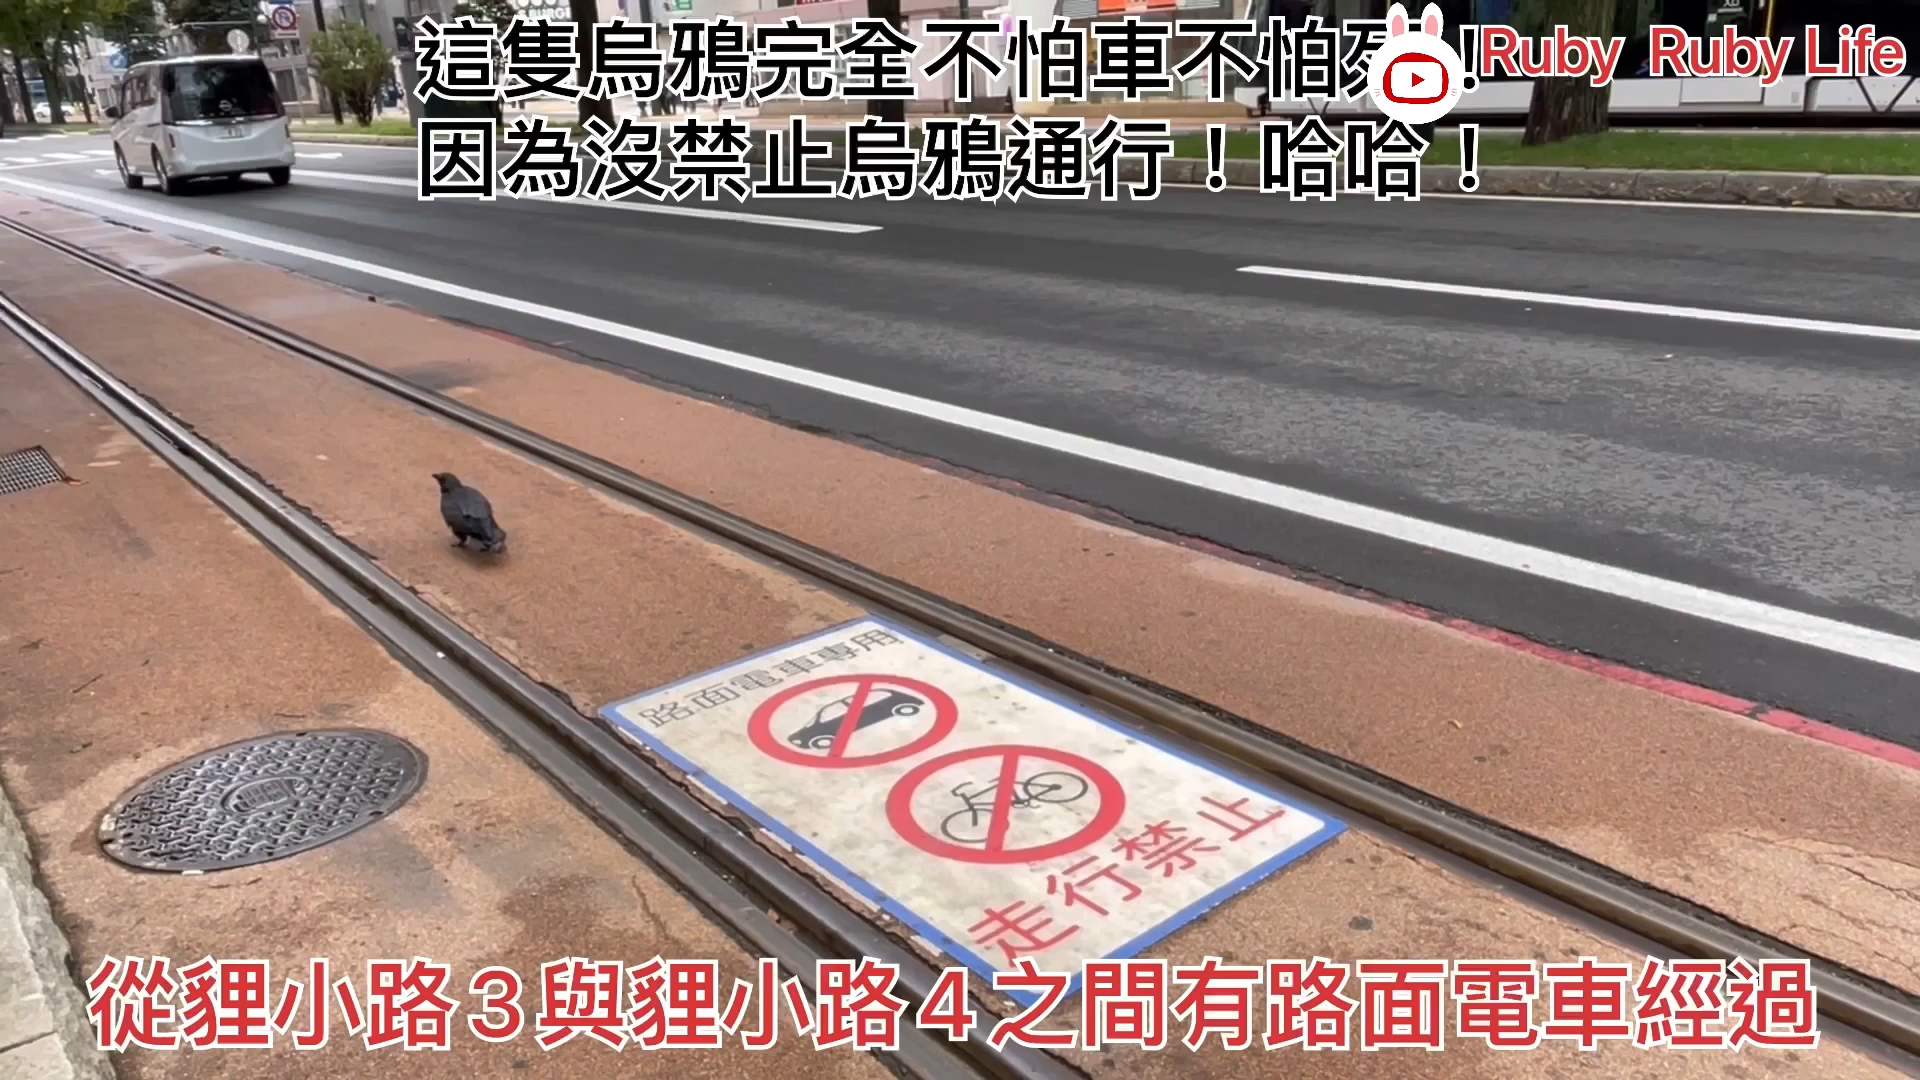 這隻烏鴉完全不怕車不怕死！
Ruby Ruby Life
因為沒禁止烏鴉通行！哈哈！
路面電車専用
走行禁止
從貍小路３與貍小路４之間有路面電車經過